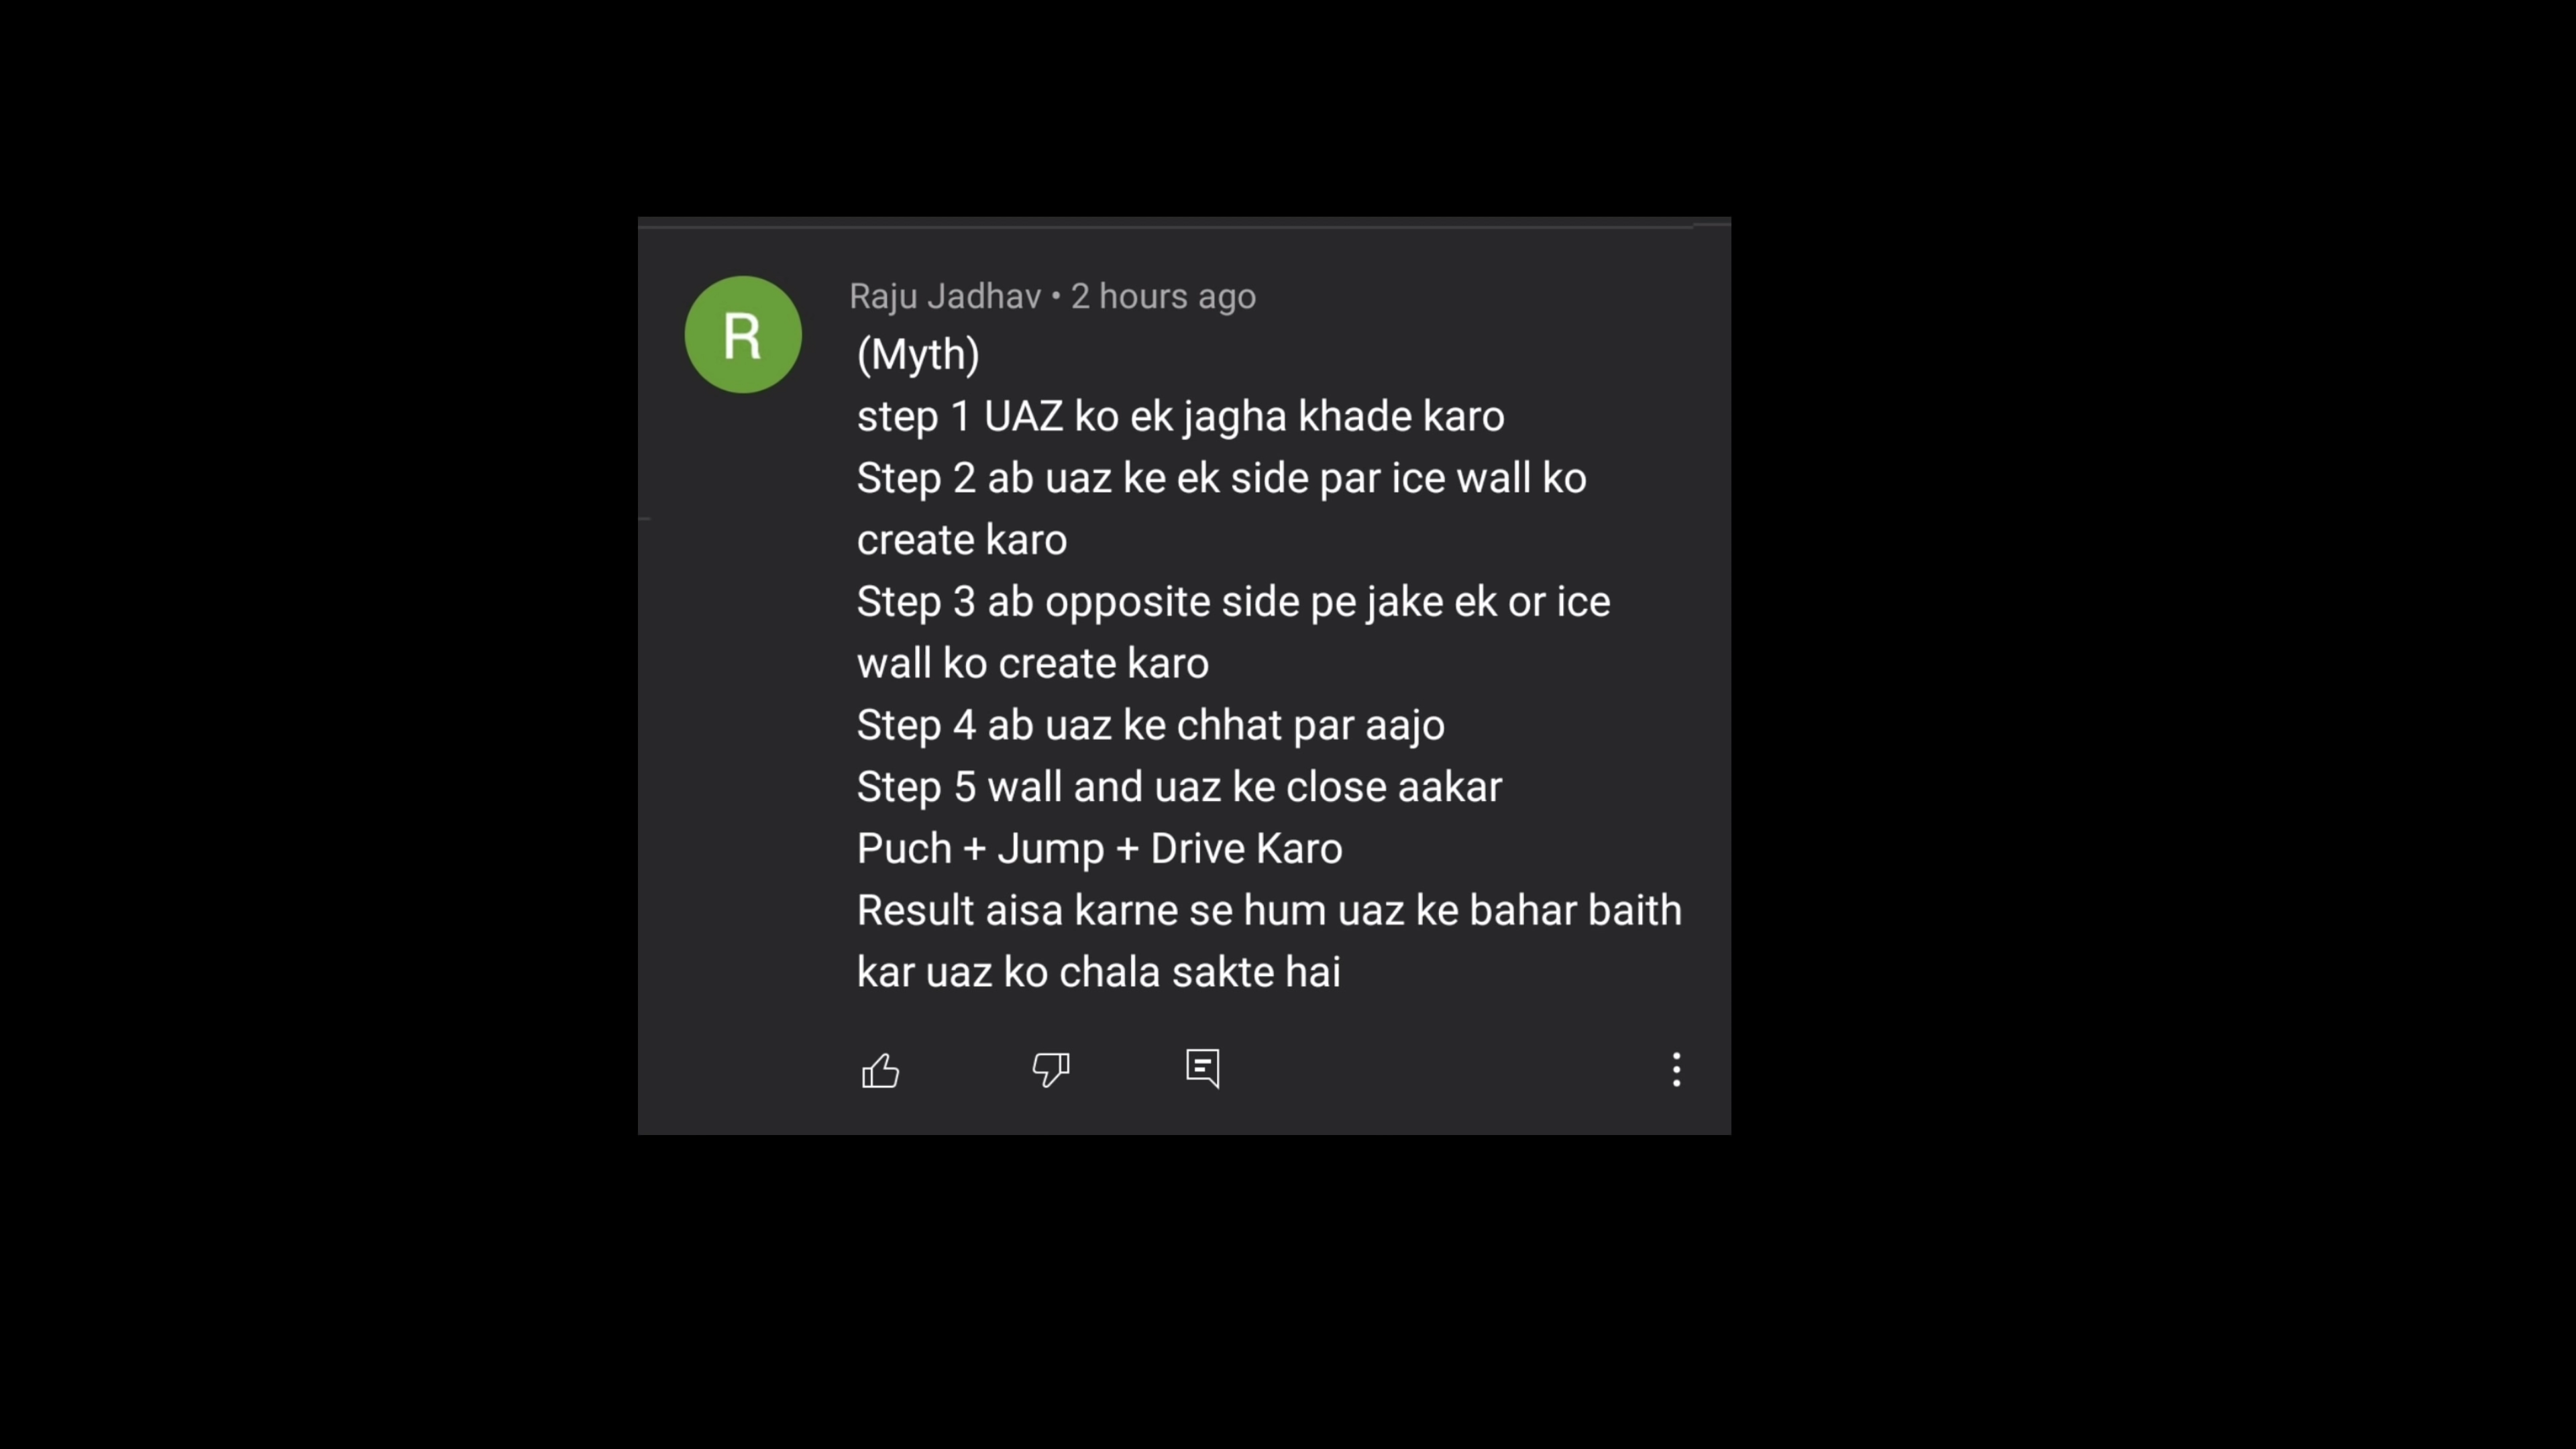 R
Raju Jadhav • 2 hours ago
(Myth)
step 1 UAZ ko ek jagha khade karo
Step 2 ab uaz ke ek side par ice wall ko
create karo
Step 3 ab opposite side pe jake ek or ice
wall ko create karo
Step 4 ab uaz ke chhat par aajo
Step 5 wall and uaz ke close aakar
Puch + Jump + Drive Karo
Result aisa karne se hum uaz ke bahar baith
kar uaz ko chala sakte hai